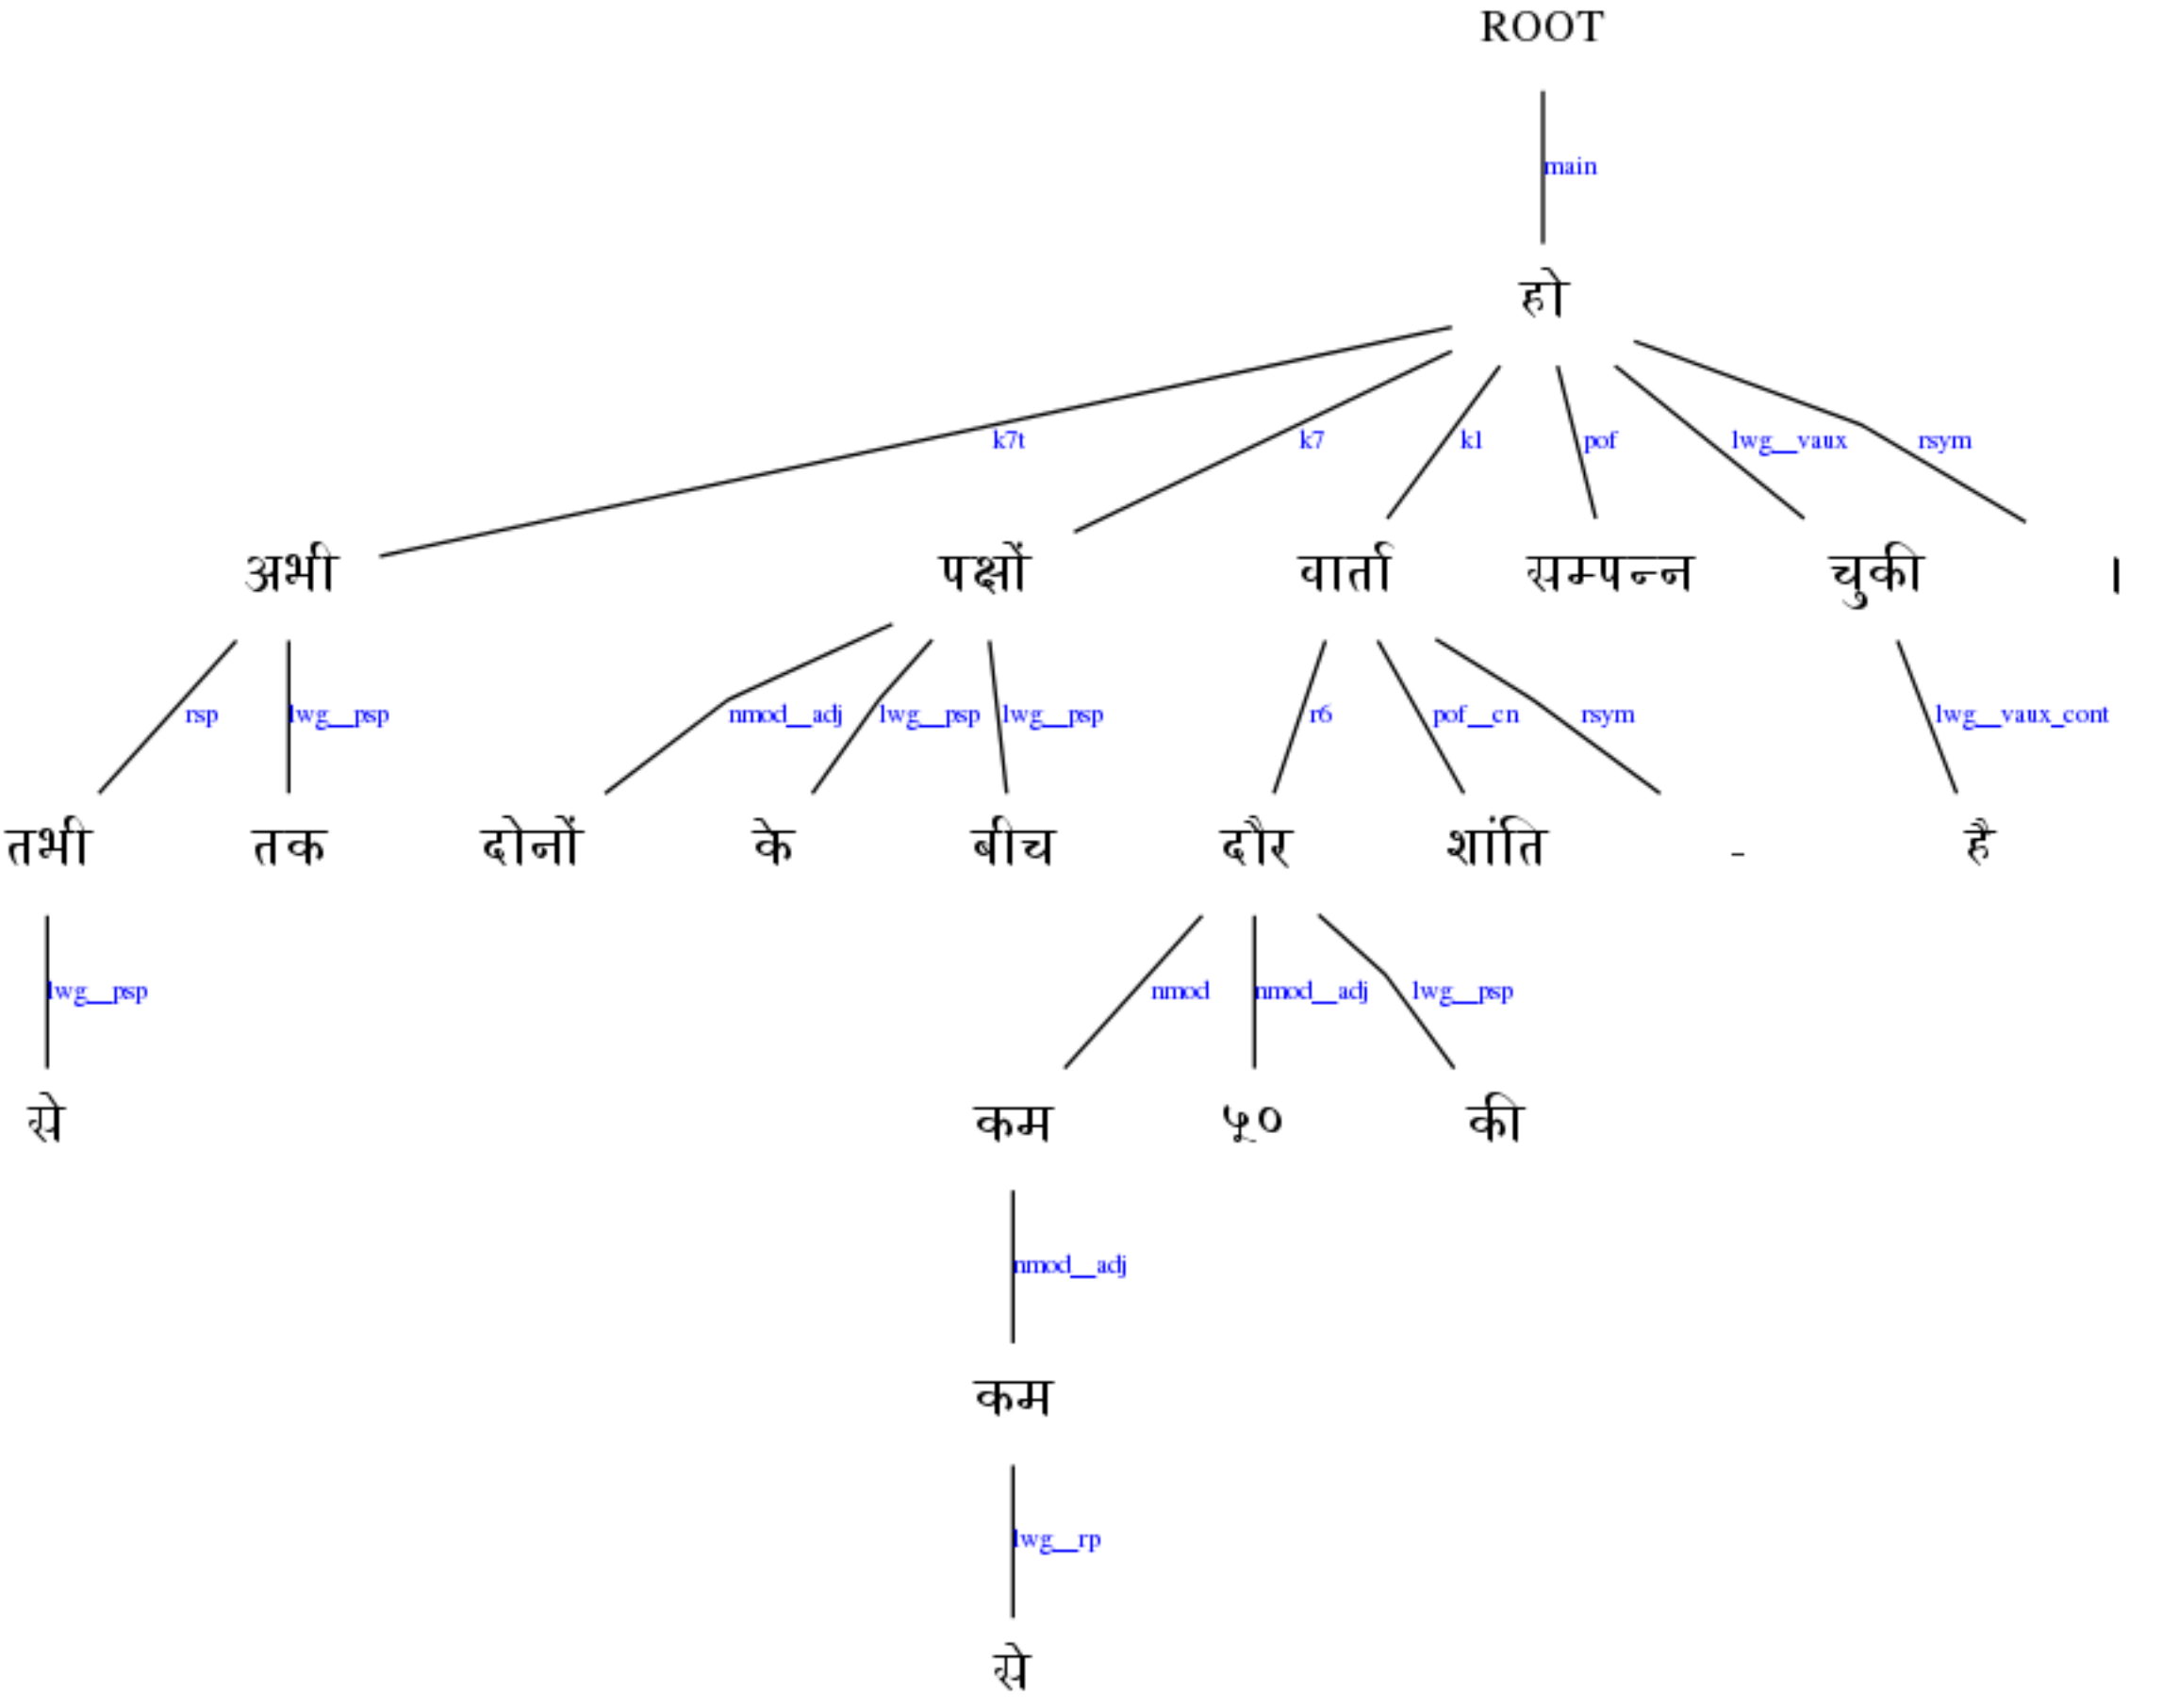 ROOT
main
हो
k7t k7 k1 pof lwg__vaux rsym
अभी पक्षों वार्ता सम्पन्न चुकी ।
rsp lwg__psp nmod__adj lwg__psp lwg__psp r6 pof__cn rsym lwg__vaux_cont
तभी तक दोनों के बीच दौर शांति - है
lwg__psp nmod nmod__adj lwg__psp
से कम ५० की
nmod__adj
कम
lwg__rp
से